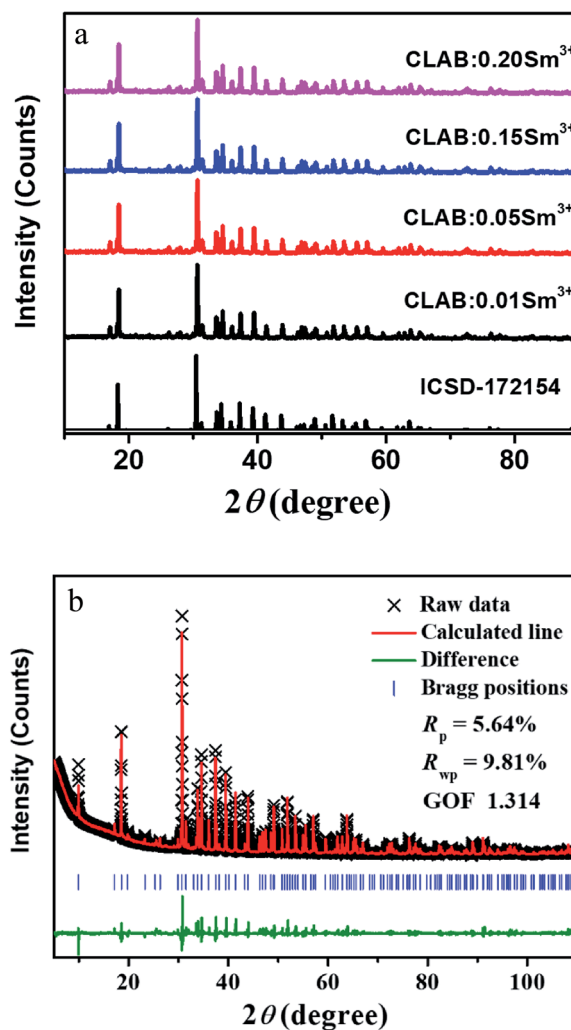 a
CLAB:0.20Sm³⁺
CLAB:0.15Sm³⁺
CLAB:0.05Sm³⁺
CLAB:0.01Sm³⁺
ICSD-172154
Intensity (Counts)
20 40 60 80
2θ (degree)
b
Raw data
Calculated line
Difference
Bragg positions
Rp = 5.64%
Rwp = 9.81%
GOF 1.314
Intensity (Counts)
20 40 60 80 100
2θ (degree)